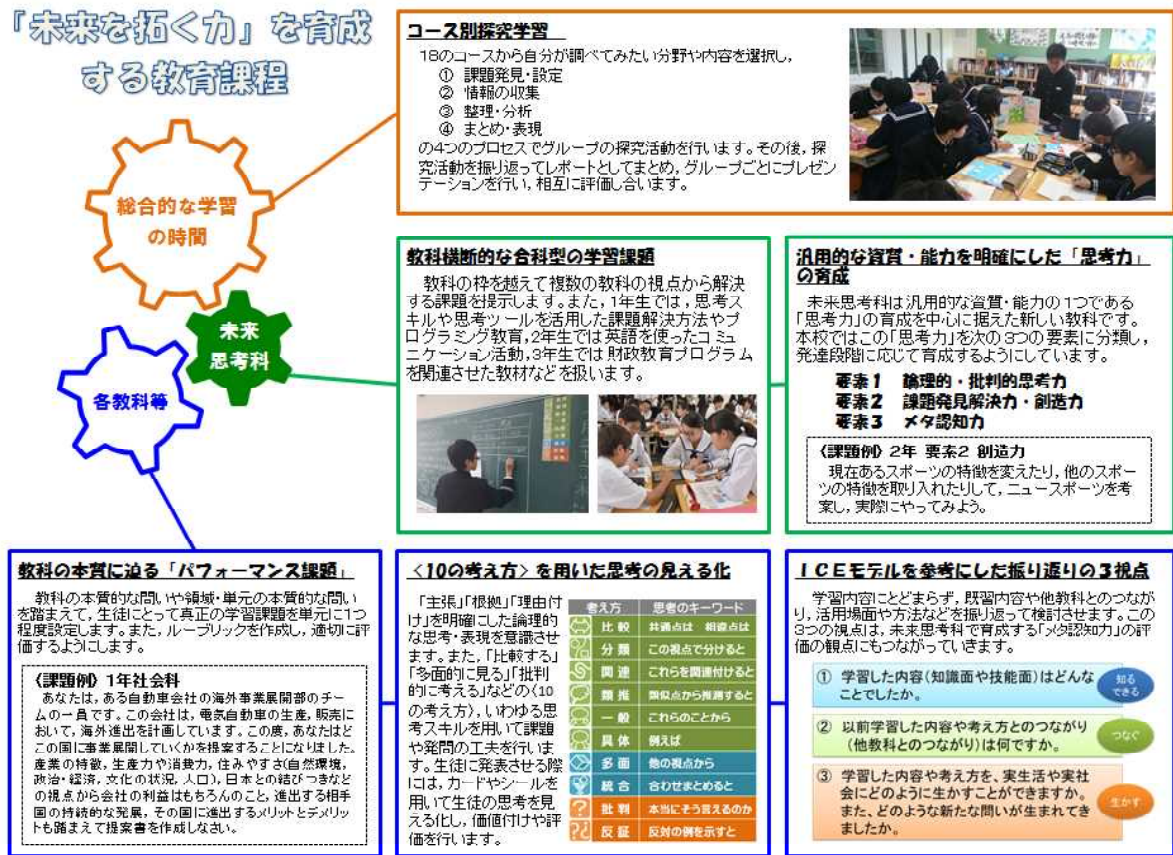 「未来を拓く力」を育成
する教育課程
総合的な学習
の時間
未来
思考科
各教科等
コース別探究学習
18のコースから自分が調べてみたい分野や内容を選択し,
① 課題発見・設定
② 情報の収集
③ 整理・分析
④ まとめ・表現
の4つのプロセスでグループの探究活動を行います。その後,探
究活動を振り返ってレポートとしてまとめ,グループごとにプレゼン
テーションを行い,相互に評価し合います。
教科横断的な合科型の学習課題
教科の枠を越えて複数の教科の視点から解決
する課題を提示します。また,1年生では,思考ス
キルや思考ツールを活用した課題解決方法やプ
ログラミング教育,2年生では英語を使ったコミュ
ニケーション活動,3年生では財政教育プログラム
を関連させた教材などを扱います。
汎用的な資質・能力を明確にした「思考力」
の育成
未来思考科は汎用的な資質・能力の1つである
「思考力」の育成を中心に据えた新しい教科です。
本校ではこの「思考力」を次の3つの要素に分類し,
発達段階に応じて育成するようにしています。
要素1 論理的・批判的思考力
要素2 課題発見解決力・創造力
要素3 メタ認知力
〈課題例〉2年 要素2 創造力
現在あるスポーツの特徴を変えたり,他のスポー
ツの特徴を取り入れたりして,ニュースポーツを考
案し,実際にやってみよう。
教科の本質に迫る「パフォーマンス課題」
教科の本質的な問いや領域・単元の本質的な問い
を踏まえて,生徒にとって真正の学習課題を単元に1つ
程度設定します。また,ルーブリックを作成し,適切に評
価するようにします。
〈課題例〉1年社会科
あなたは,ある自動車会社の海外事業展開部のチー
ムの一員です。この会社は,電気自動車の生産,販売に
おいて,海外進出を計画しています。この度,あなたはど
この国に事業展開していくかを提案することになりました。
産業の特徴,生産力や消費力,住みやすさ(自然環境,
政治・経済,文化の状況,人口),日本との結びつきなど
の視点から会社の利益はもちろんのこと,進出する相手
国の持続的な発展,その国に進出するメリットとデメリッ
トも踏まえて提案書を作成しなさい。
〈10の考え方〉を用いた思考の見える化
「主張」「根拠」「理由付
け」を明確にした論理的
な思考・表現を意識させ
ます。また,「比較する」
「多面的に見る」「批判
的に考える」などの〈10
の考え方〉,いわゆる思
考スキルを用いて課題
や発問の工夫を行いま
す。生徒に発表させる際
には,カードやシールを
用いて生徒の思考を見
える化し,価値付けや評
価を行います。
考え方 思考のキーワード
比較 共通点は 相違点は
分類 この視点で分けると
関連 これらを関連付けると
類推 類似点から推測すると
一般 これらのことから
具体 例えば
多面 他の視点から
統合 合わせまとめると
批判 本当にそう言えるのか
反証 反対の例を示すと
ICEモデルを参考にした振り返りの3視点
学習内容にとどまらず,既習内容や他教科とのつなが
り,活用場面や方法などを振り返って検討させます。この
3つの視点は,未来思考科で育成する「メタ認知力」の評
価の観点にもつながっていきます。
① 学習した内容(知識面や技能面)はどんな
ことでしたか。
知る
できる
② 以前学習した内容や考え方とのつながり
(他教科とのつながり)は何ですか。
つなぐ
③ 学習した内容や考え方を、実生活や実社
会にどのように生かすことができますか。
また、どのような新たな問いが生まれてき
ましたか。
生かす